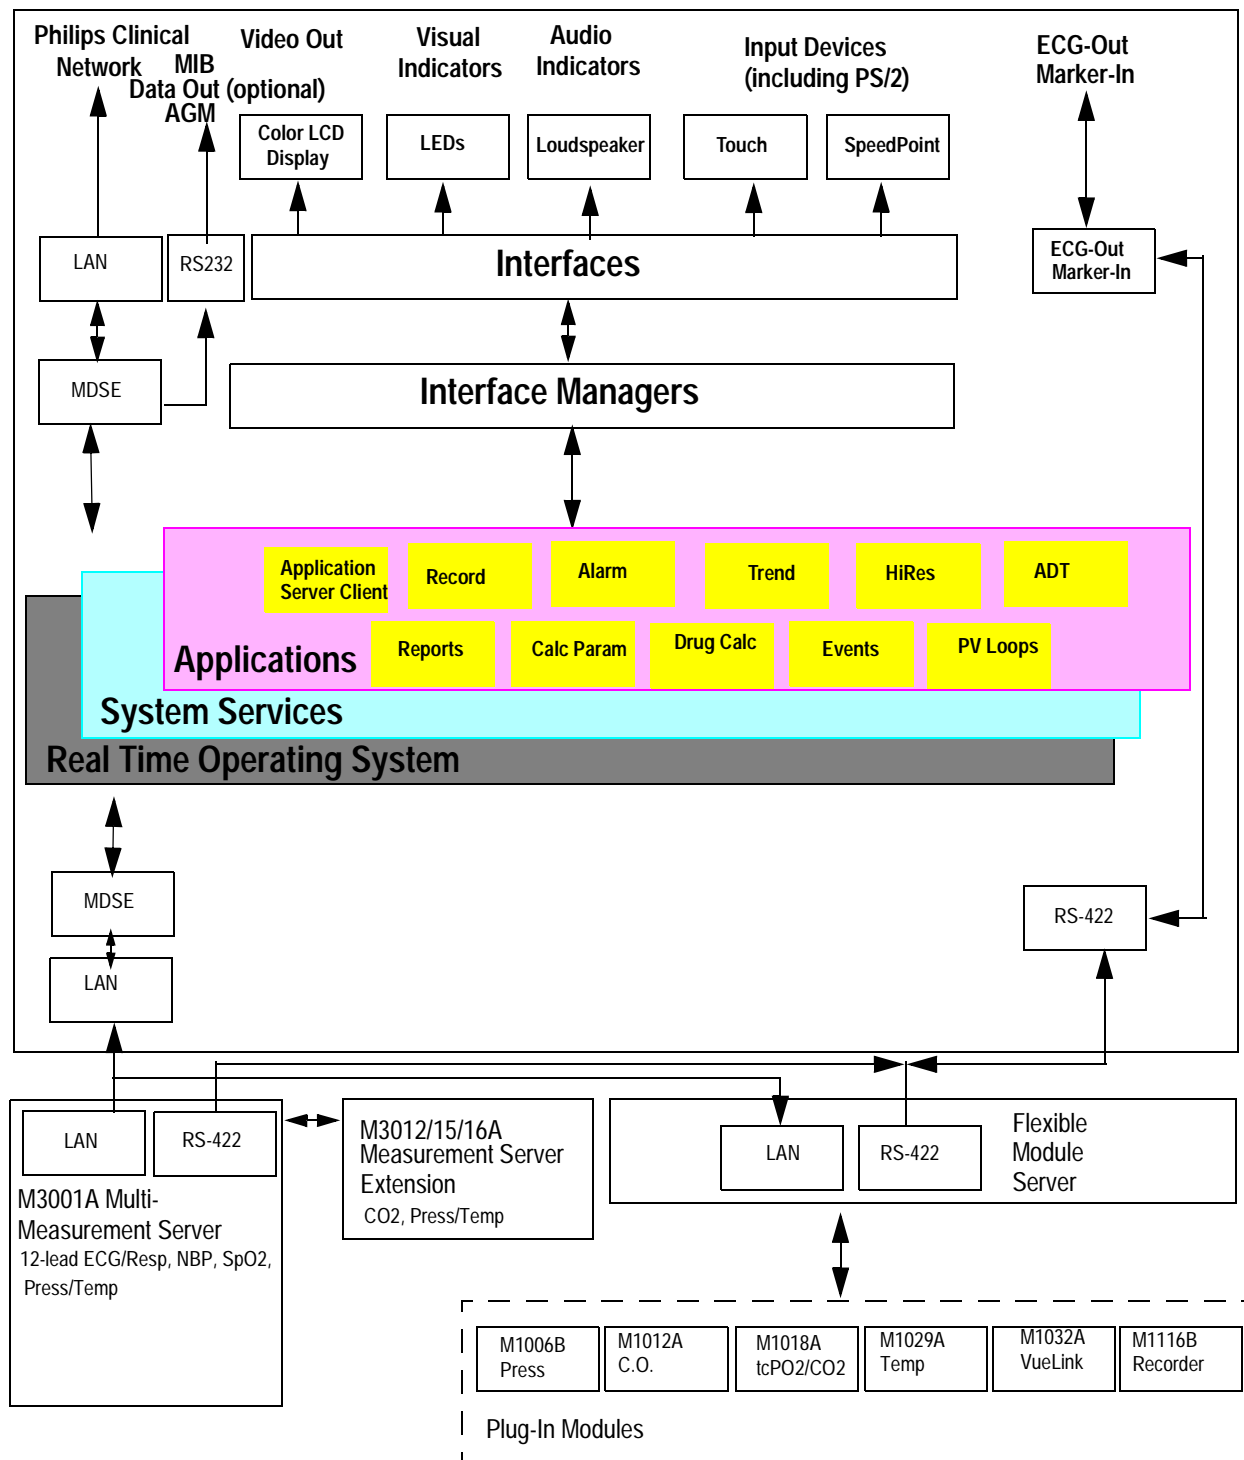 Philips Clinical
Network
MIB
Data Out (optional)
AGM
Video Out
Visual
Indicators
Audio
Indicators
Input Devices
(including PS/2)
ECG-Out
Marker-In
Color LCD
Display
LEDs
Loudspeaker
Touch
SpeedPoint
LAN
RS232
Interfaces
ECG-Out
Marker-In
MDSE
Interface Managers
Application
Server Client
Record
Alarm
Trend
HiRes
ADT
Reports
Calc Param
Drug Calc
Events
PV Loops
Applications
System Services
Real Time Operating System
MDSE
RS-422
LAN
LAN
RS-422
M3001A Multi-
Measurement Server
12-lead ECG/Resp, NBP, SpO2,
Press/Temp
M3012/15/16A
Measurement Server
Extension
CO2, Press/Temp
LAN
RS-422
Flexible
Module
Server
M1006B
Press
M1012A
C.O.
M1018A
tcPO2/CO2
M1029A
Temp
M1032A
VueLink
M1116B
Recorder
Plug-In Modules